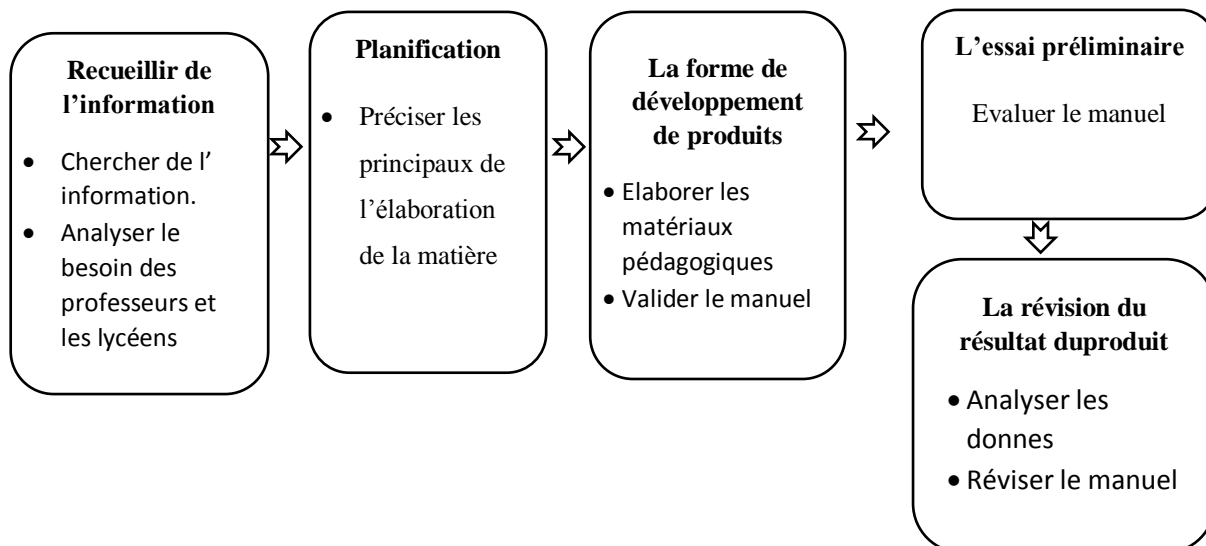 Recueillir de
l’information
• Chercher de l’
information.
• Analyser le
besoin des
professeurs et
les lycéens
Planification
• Préciser les
principaux de
l’élaboration
de la matière
La forme de
développement
de produits
• Elaborer les
matériaux
pédagogiques
• Valider le manuel
L’essai préliminaire
Evaluer le manuel
La révision du
résultat duproduit
• Analyser les
donnes
• Réviser le manuel